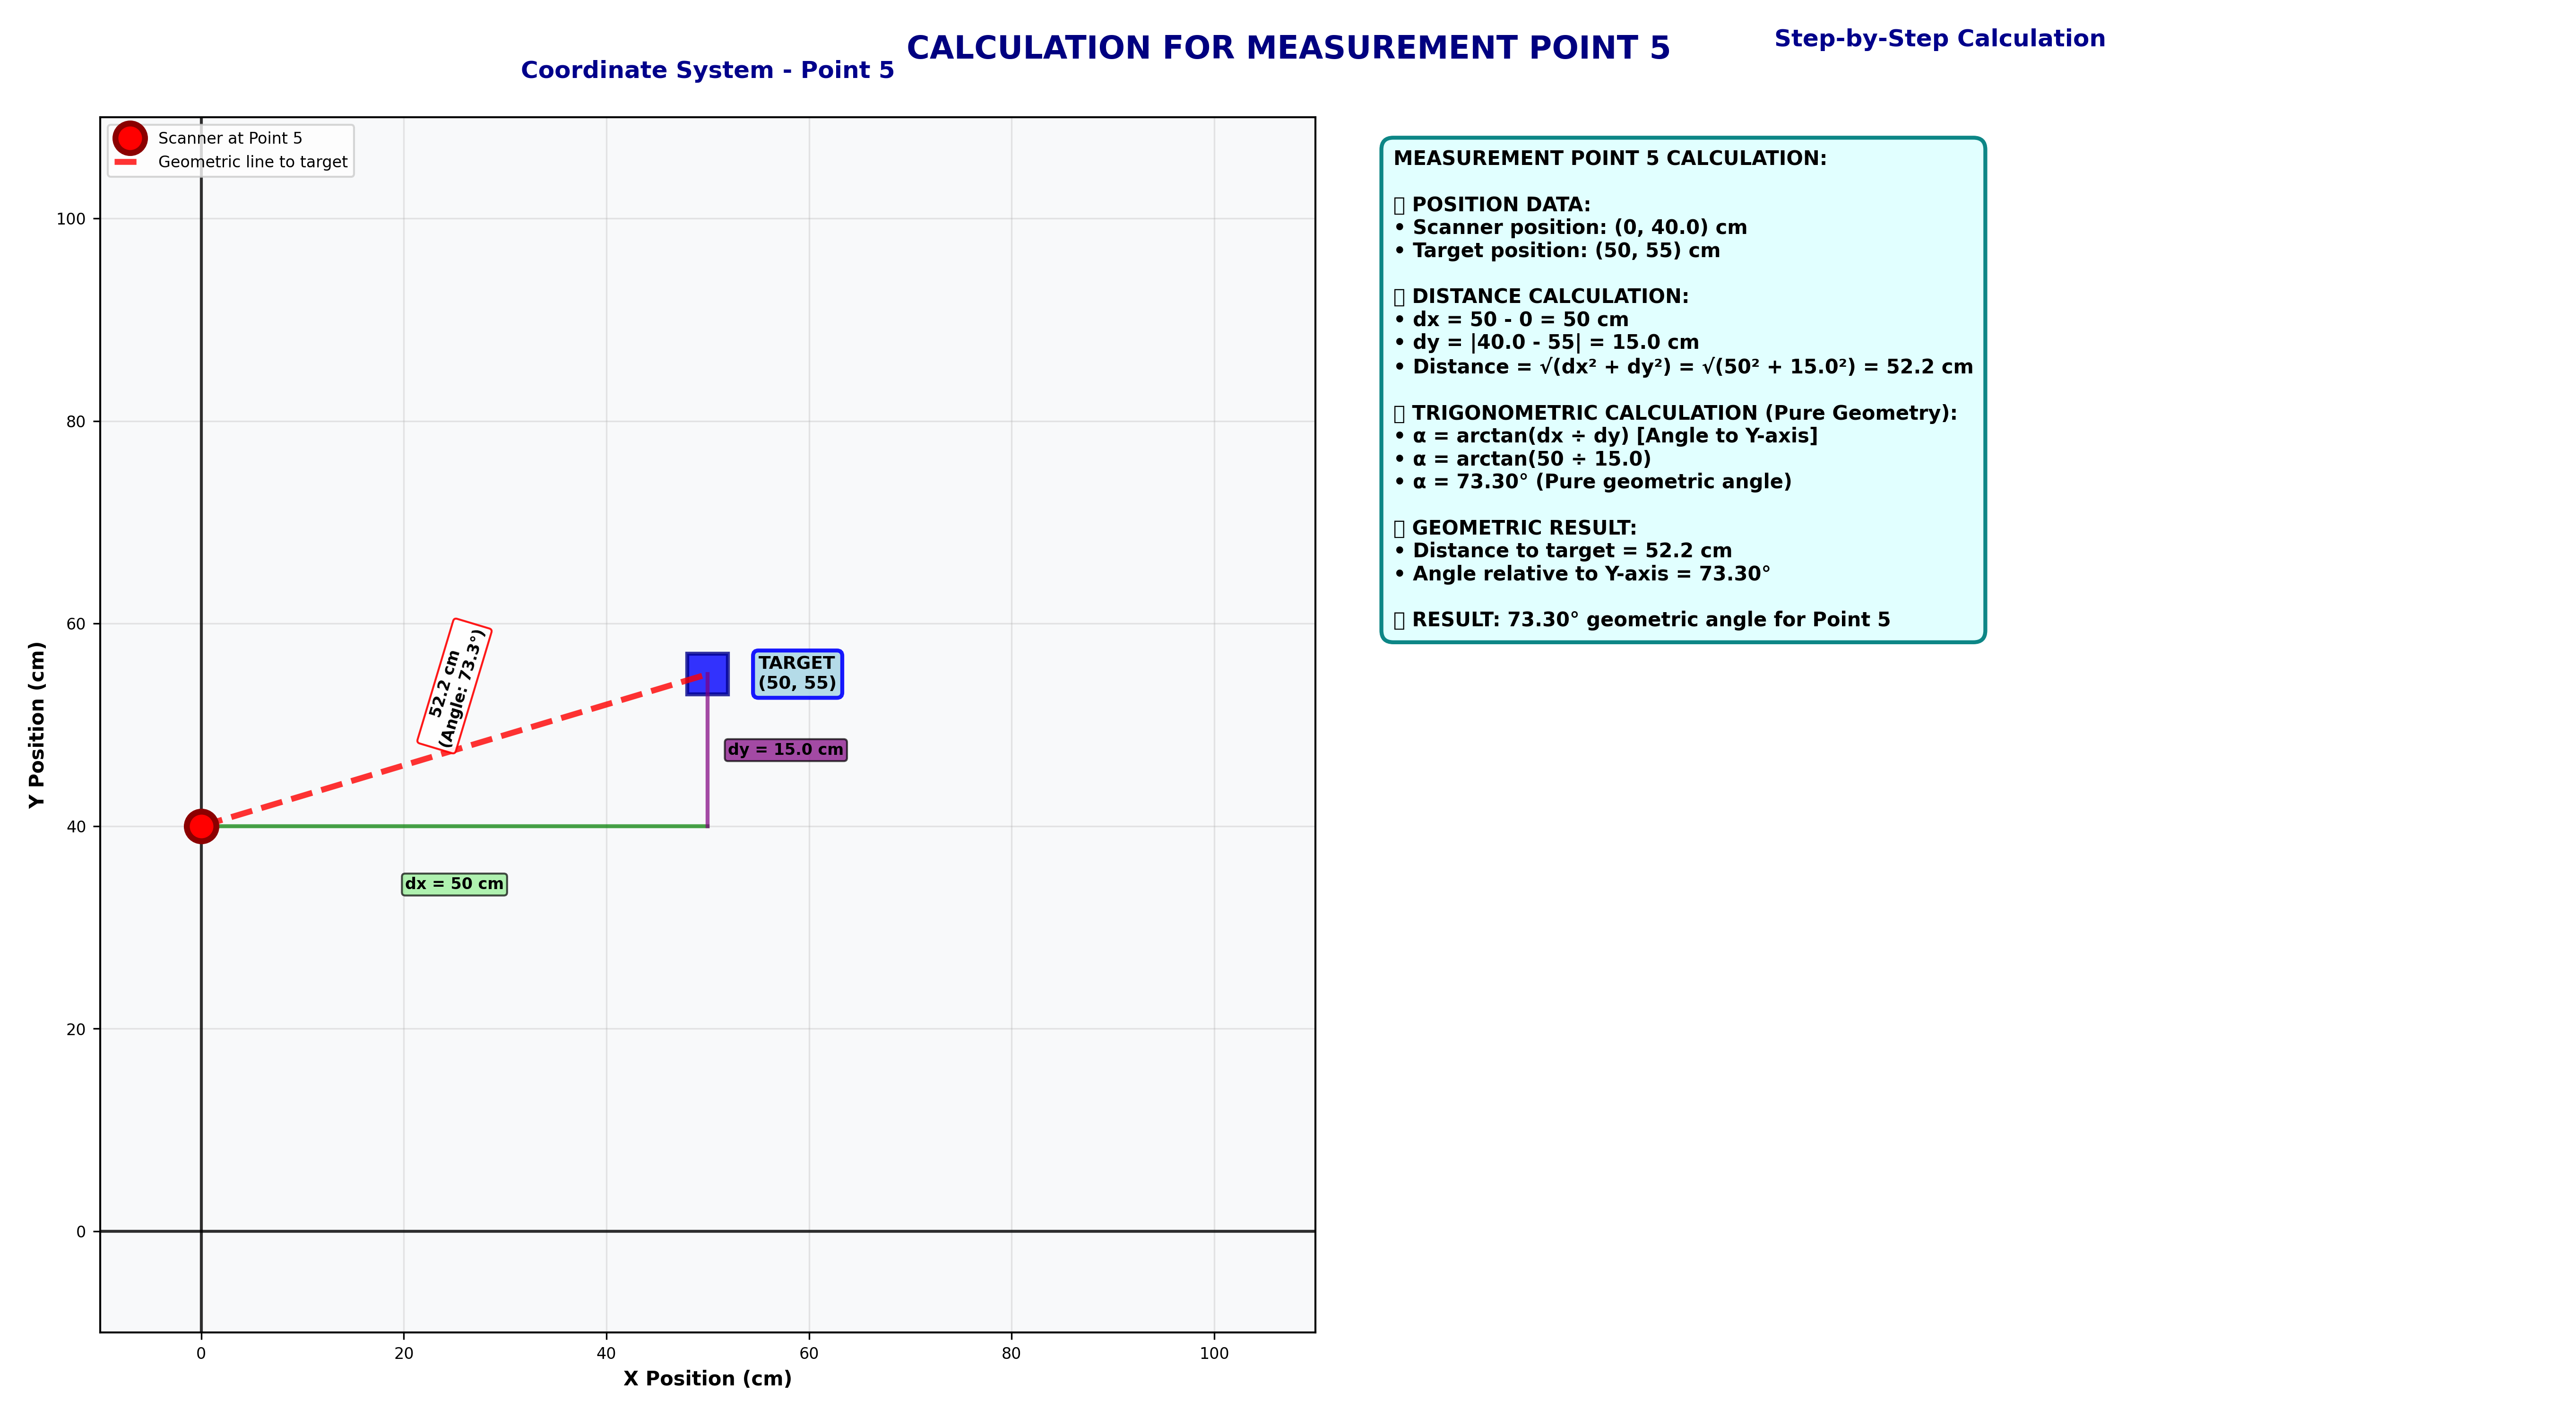 CALCULATION FOR MEASUREMENT POINT 5
Coordinate System - Point 5
Step-by-Step Calculation
Scanner at Point 5
Geometric line to target
100
80
60
40
20
0
Y Position (cm)
52.2 cm
(Angle: 73.3°)
TARGET
(50, 55)
dy = 15.0 cm
dx = 50 cm
0
20
40
60
80
100
X Position (cm)
MEASUREMENT POINT 5 CALCULATION:
POSITION DATA:
• Scanner position: (0, 40.0) cm
• Target position: (50, 55) cm
DISTANCE CALCULATION:
• dx = 50 - 0 = 50 cm
• dy = |40.0 - 55| = 15.0 cm
• Distance = √(dx² + dy²) = √(50² + 15.0²) = 52.2 cm
TRIGONOMETRIC CALCULATION (Pure Geometry):
• α = arctan(dx ÷ dy) [Angle to Y-axis]
• α = arctan(50 ÷ 15.0)
• α = 73.30° (Pure geometric angle)
GEOMETRIC RESULT:
• Distance to target = 52.2 cm
• Angle relative to Y-axis = 73.30°
RESULT: 73.30° geometric angle for Point 5